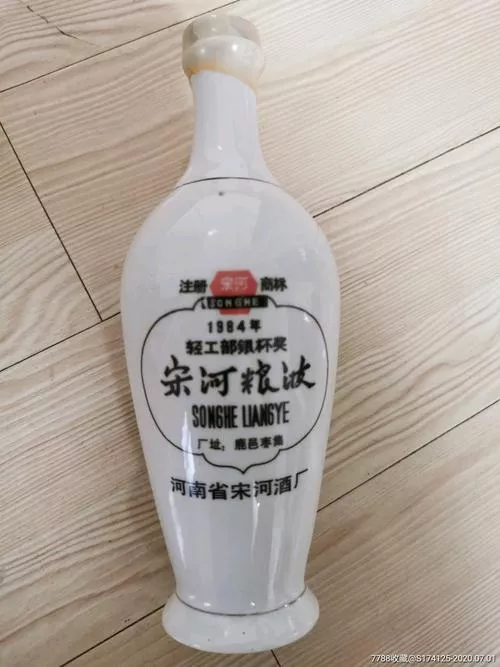 注册 宋河 商标
SONGHE
1984年
轻工部银杯奖
宋河粮液
SONGHE LIANGYE
厂址:鹿邑枣集
河南省宋河酒厂
7788收藏@S174125-2020.07.01